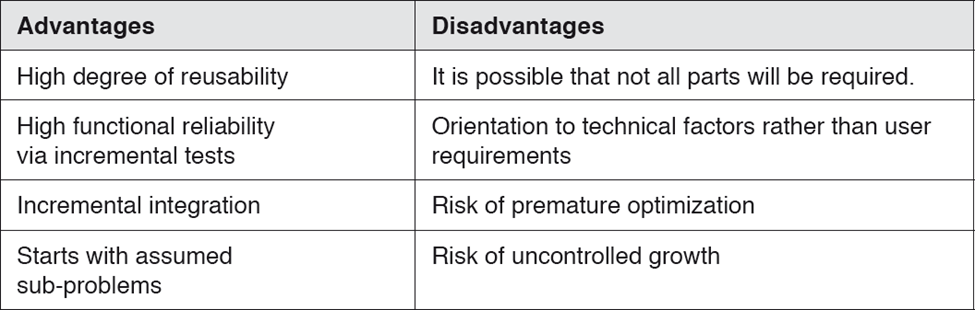 Advantages
Disadvantages
High degree of reusability
It is possible that not all parts will be required.
High functional reliability
via incremental tests
Orientation to technical factors rather than user
requirements
Incremental integration
Risk of premature optimization
Starts with assumed
sub-problems
Risk of uncontrolled growth